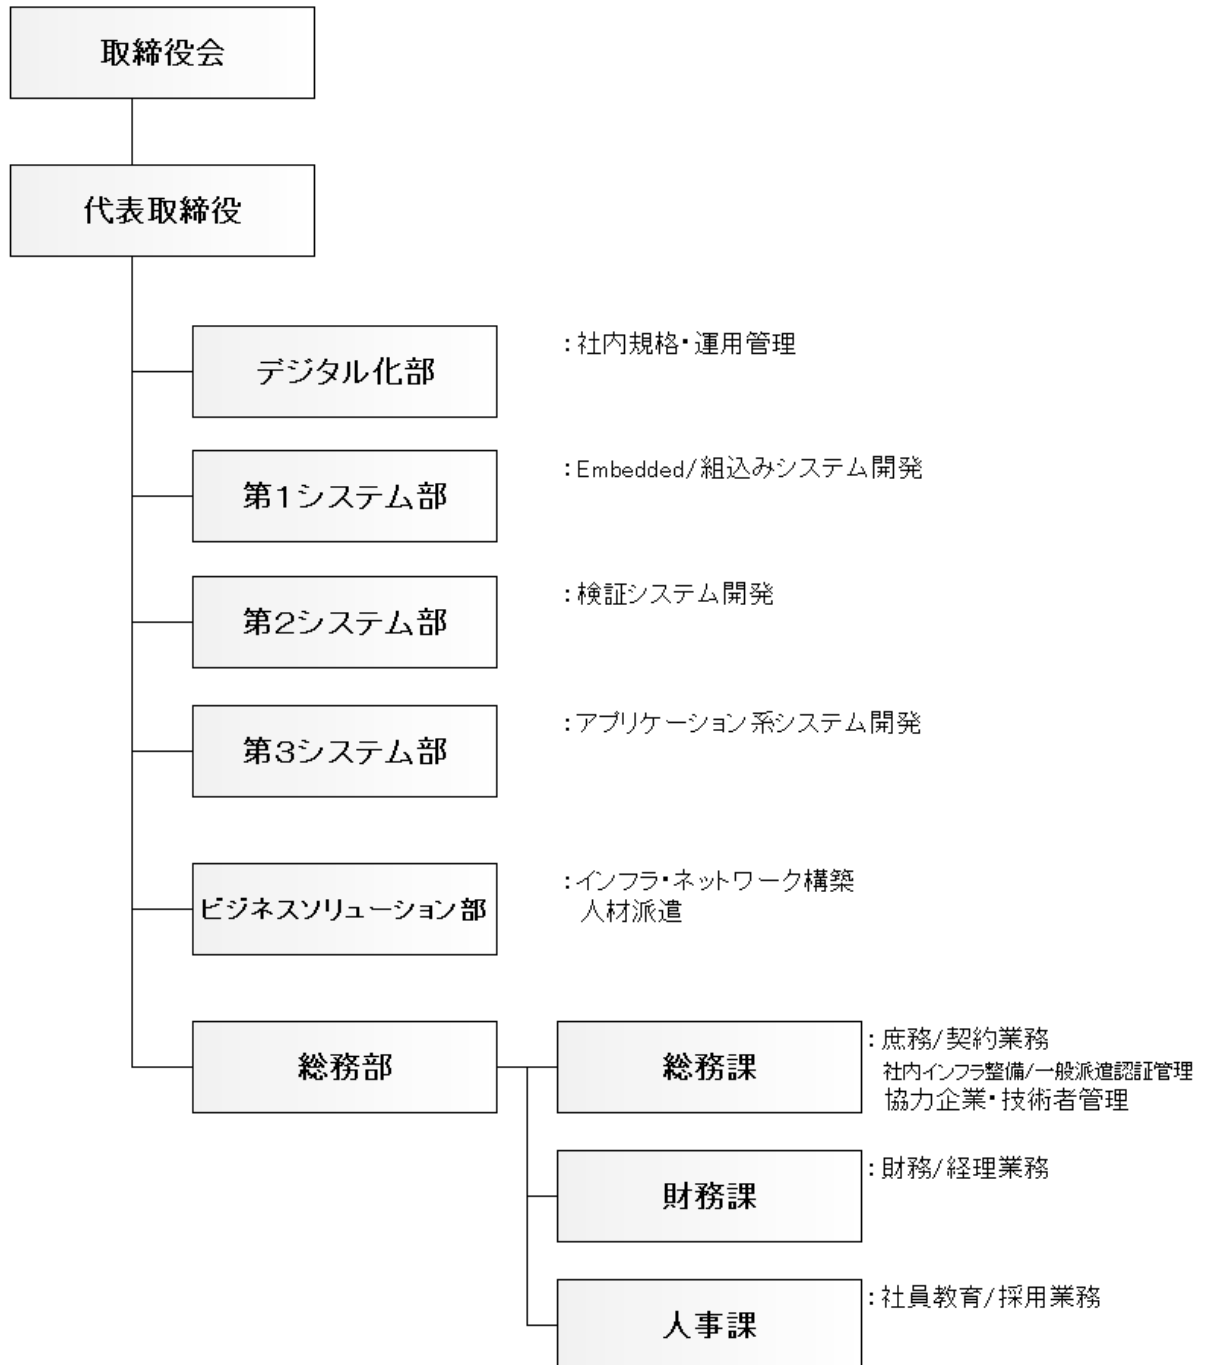 取締役会
代表取締役
デジタル化部
:社内規格・運用管理
第1システム部
:Embedded/組込みシステム開発
第2システム部
:検証システム開発
第3システム部
:アプリケーション系システム開発
ビジネスソリューション部
:インフラ・ネットワーク構築
人材派遣
総務部
総務課
:庶務/契約業務
社内インフラ整備/一般派遣認証管理
協力企業・技術者管理
財務課
:財務/経理業務
人事課
:社員教育/採用業務